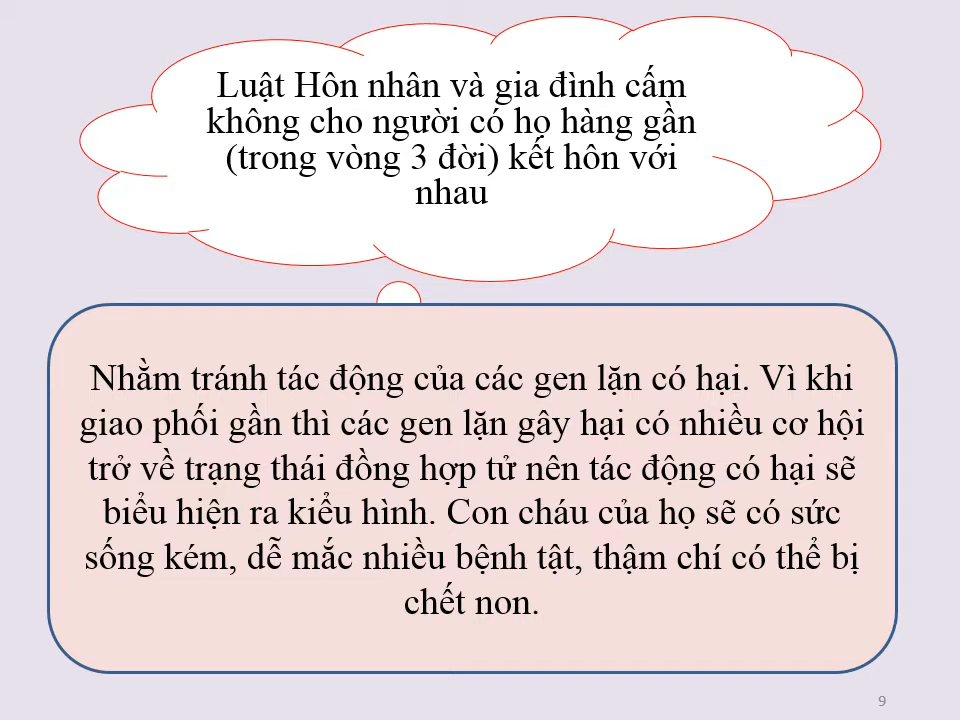 Luật Hôn nhân và gia đình cấm
không cho người có họ hàng gần
(trong vòng 3 đời) kết hôn với
nhau
Nhằm tránh tác động của các gen lặn có hại. Vì khi
giao phối gần thì các gen lặn gây hại có nhiều cơ hội
trở về trạng thái đồng hợp tử nên tác động có hại sẽ
biểu hiện ra kiểu hình. Con cháu của họ sẽ có sức
sống kém, dễ mắc nhiều bệnh tật, thậm chí có thể bị
chết non.
9